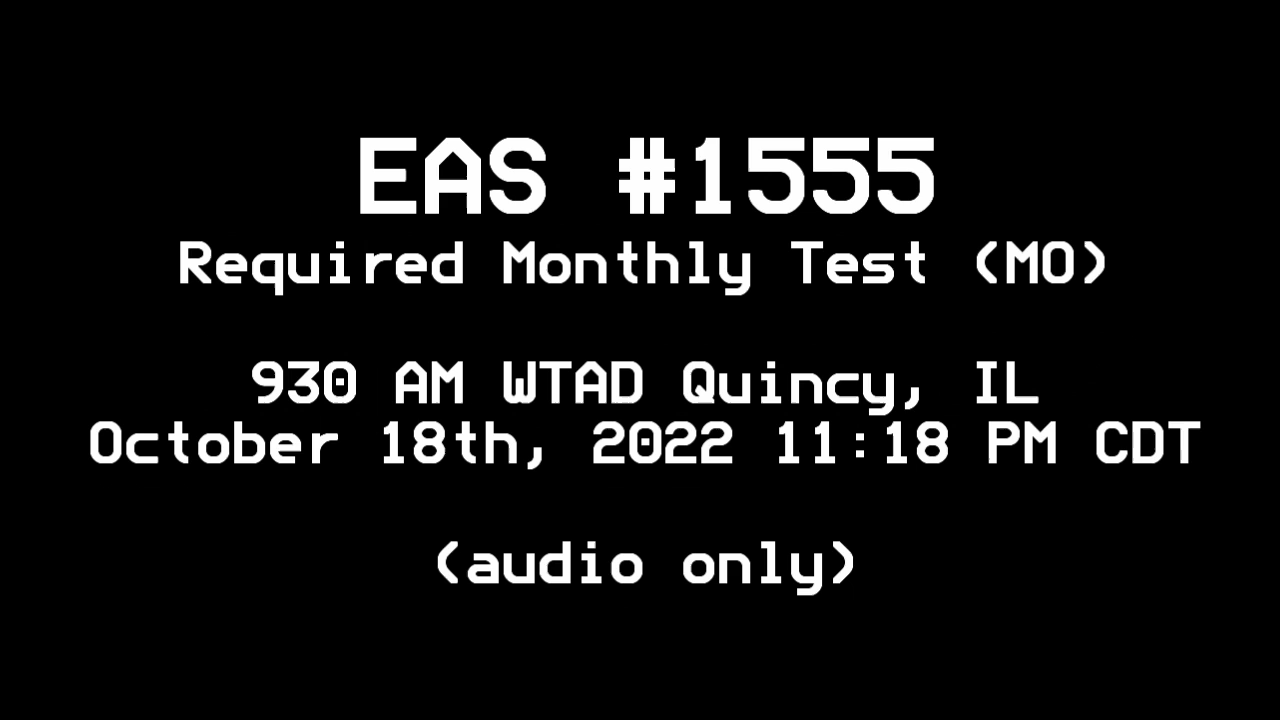 EAS #1555
Required Monthly Test (MO)
930 AM WTAD Quincy, IL
October 18th, 2022 11:18 PM CDT
(audio only)